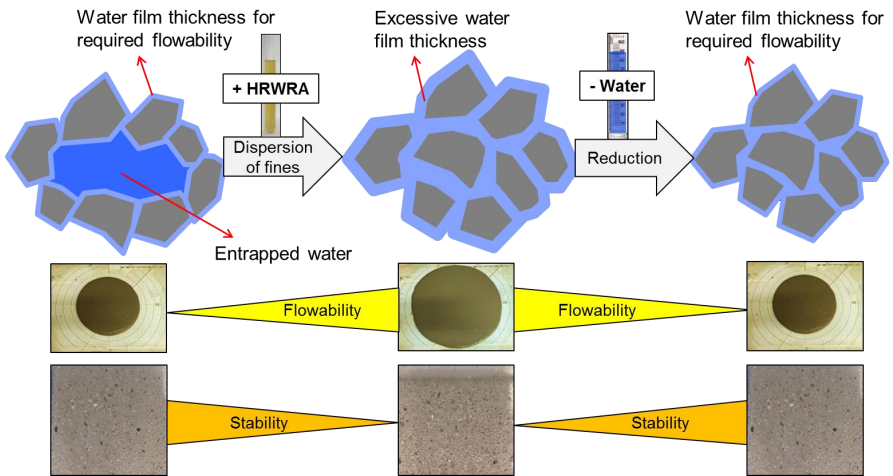 Water film thickness for
required flowability
+ HRWRA
Dispersion
of fines
Entrapped water
Excessive water
film thickness
- Water
Reduction
Water film thickness for
required flowability
Flowability
Flowability
Stability
Stability